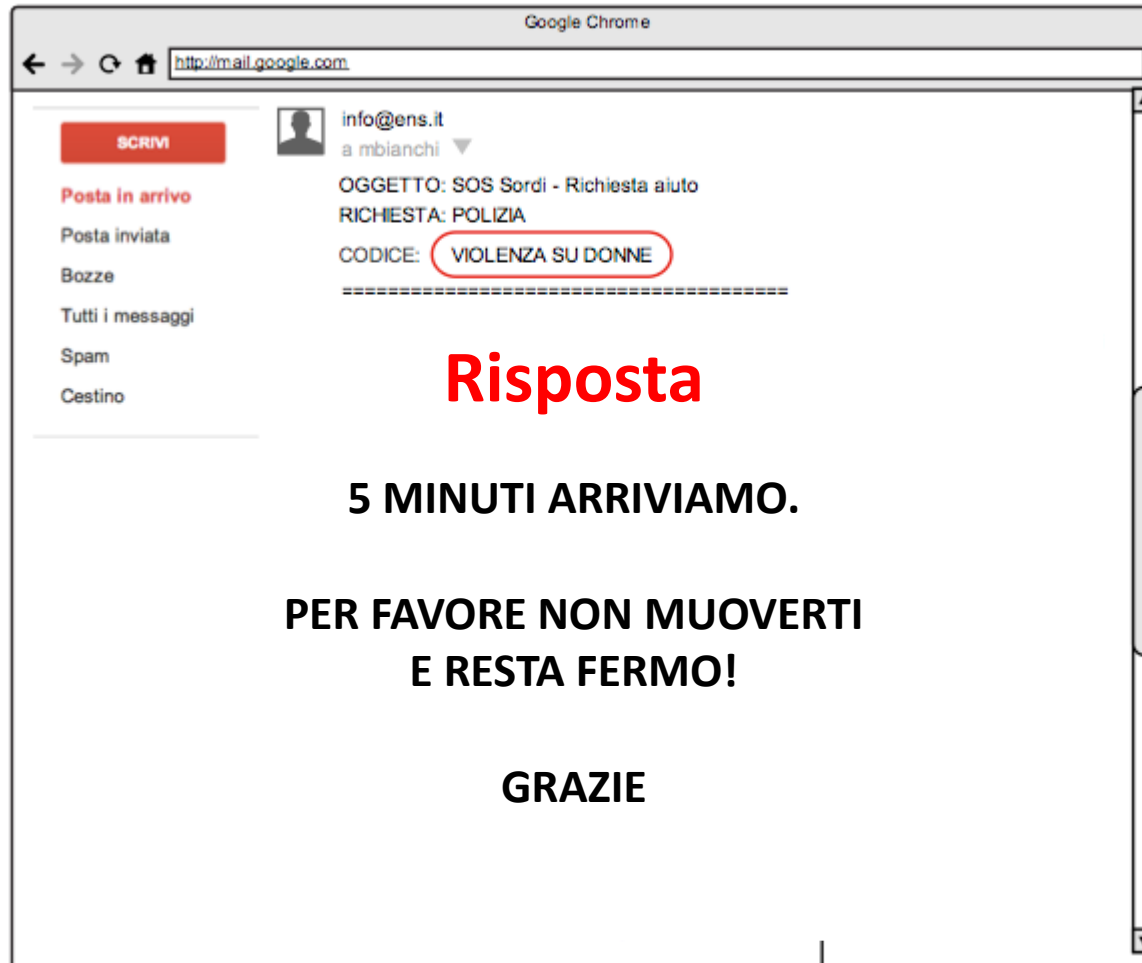 Google Chrome
http://mail.google.com
SCRIVI
Posta in arrivo
Posta inviata
Bozze
Tutti i messaggi
Spam
Cestino
info@ens.it
a mbianchi
OGGETTO: SOS Sordi - Richiesta aiuto
RICHIESTA: POLIZIA
CODICE: VIOLENZA SU DONNE
=======================================
Risposta
5 MINUTI ARRIVIAMO.
PER FAVORE NON MUOVERTI
E RESTA FERMO!
GRAZIE